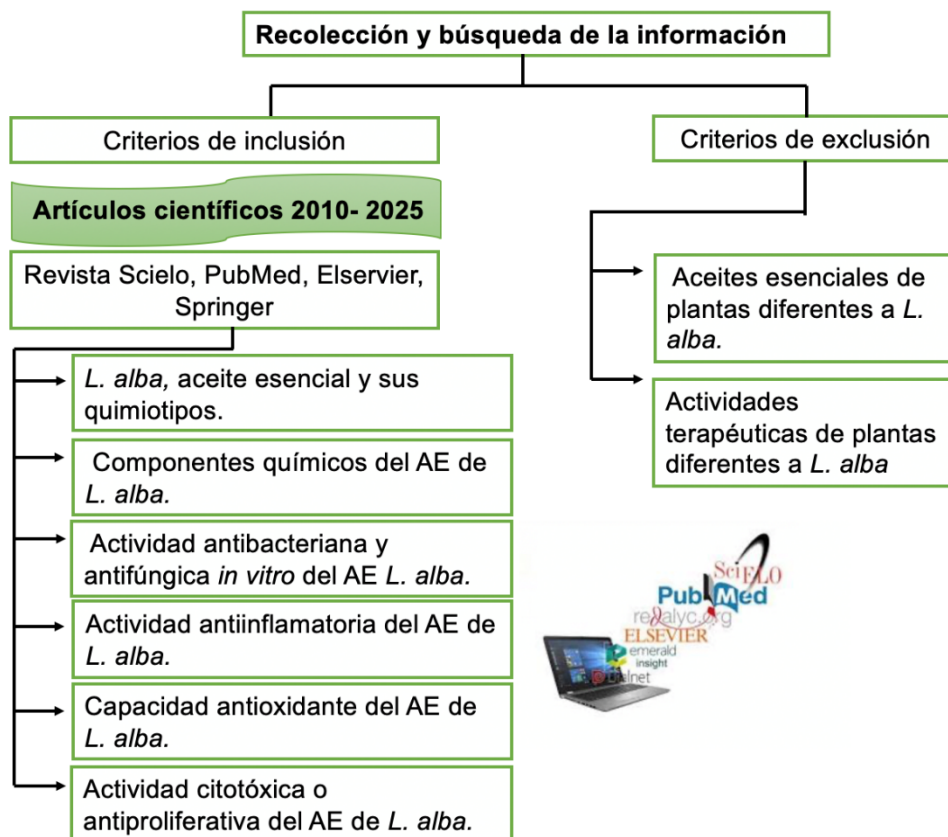 Recolección y búsqueda de la información
Criterios de inclusión
Artículos científicos 2010- 2025
Revista Scielo, PubMed, Elservier,
Springer
L. alba, aceite esencial y sus
quimiotipos.
Componentes químicos del AE de
L. alba.
Actividad antibacteriana y
antifúngica in vitro del AE L. alba.
Actividad antiinflamatoria del AE de
L. alba.
Capacidad antioxidante del AE de
L. alba.
Actividad citotóxica o
antiproliferativa del AE de L. alba.
Criterios de exclusión
Aceites esenciales de
plantas diferentes a L.
alba.
Actividades
terapéuticas de plantas
diferentes a L. alba
SciELO
PubMed
redalyc.org
ELSEVIER
emerald
insight